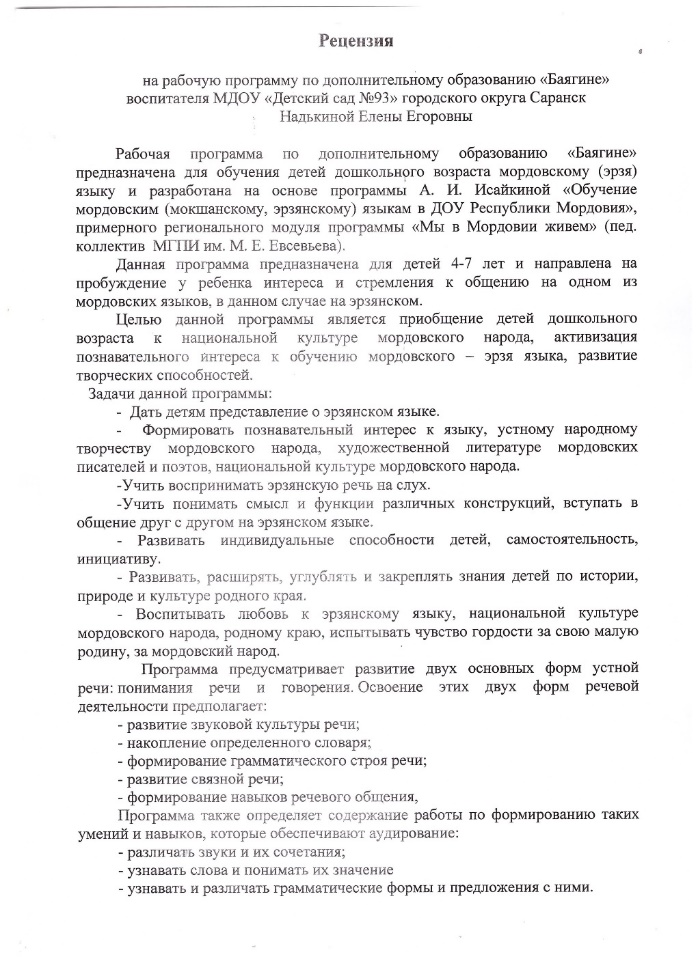 Рецензия
на рабочую программу по дополнительному образованию «Баягине»
воспитателя МДОУ «Детский сад №93» городского округа Саранск
Надькиной Елены Егоровны
Рабочая программа по дополнительному образованию «Баягине»
предназначена для обучения детей дошкольного возраста мордовскому (эрзя)
языку и разработана на основе программы А. И. Исайкиной «Обучение
мордовским (мокшанскому, эрзянскому) языкам в ДОУ Республики Мордовия»,
примерного регионального модуля программы «Мы в Мордовии живем» (пед.
коллектив МГПИ им. М. Е. Евсевьева).
Данная программа предназначена для детей 4-7 лет и направлена на
пробуждение у ребенка интереса и стремления к общению на одном из
мордовских языков, в данном случае на эрзянском.
Целью данной программы является приобщение детей дошкольного
возраста к национальной культуре мордовского народа, активизация
познавательного интереса к обучению мордовского – эрзя языка, развитие
творческих способностей.
Задачи данной программы:
- Дать детям представление о эрзянском языке.
- Формировать познавательный интерес к языку, устному народному
творчеству мордовского народа, художественной литературе мордовских
писателей и поэтов, национальной культуре мордовского народа.
-Учить воспринимать эрзянскую речь на слух.
-Учить понимать смысл и функции различных конструкций, вступать в
общение друг с другом на эрзянском языке.
- Развивать индивидуальные способности детей, самостоятельность,
инициативу.
- Развивать, расширять, углублять и закреплять знания детей по истории,
природе и культуре родного края.
- Воспитывать любовь к эрзянскому языку, национальной культуре
мордовского народа, родному краю, испытывать чувство гордости за свою малую
родину, за мордовский народ.
Программа предусматривает развитие двух основных форм устной
речи: понимания речи и говорения. Освоение этих двух форм речевой
деятельности предполагает:
- развитие звуковой культуры речи;
- накопление определенного словаря;
- формирование грамматического строя речи;
- развитие связной речи;
- формирование навыков речевого общения,
Программа также определяет содержание работы по формированию таких
умений и навыков, которые обеспечивают аудирование:
- различать звуки и их сочетания;
- узнавать слова и понимать их значение
- узнавать и различать грамматические формы и предложения с ними.